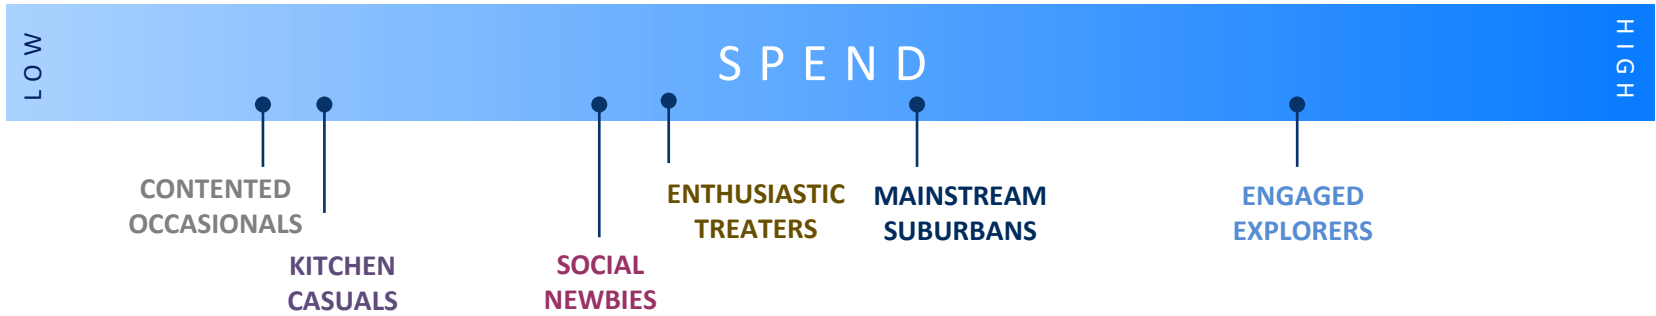 LOW
SPEND
HIGH
CONTENTED
OCCASIONALS
KITCHEN
CASUALS
SOCIAL
NEWBIES
ENTHUSIASTIC
TREATERS
MAINSTREAM
SUBURBANS
ENGAGED
EXPLORERS